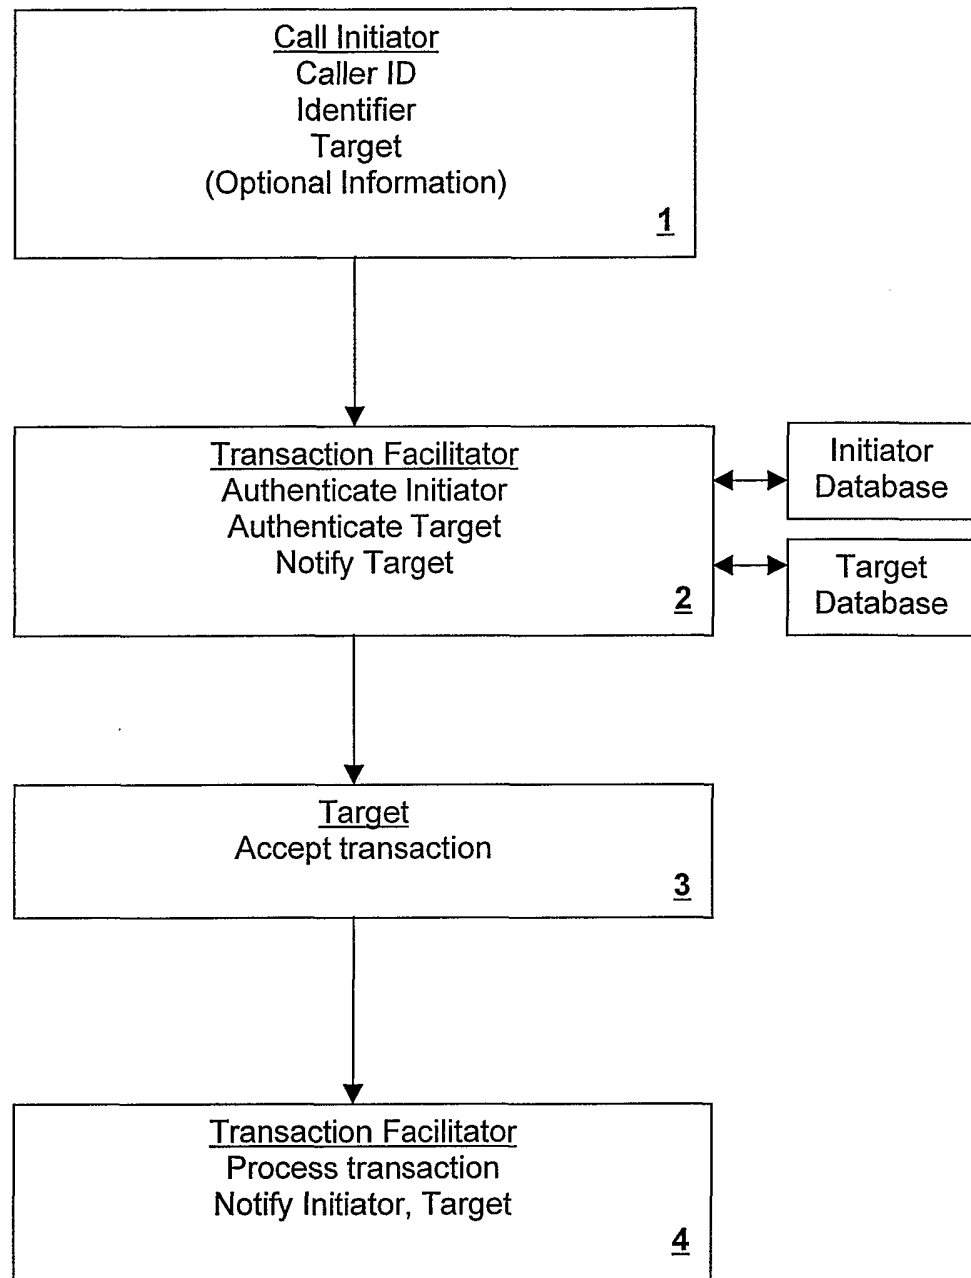 Call Initiator
Caller ID
Identifier
Target
(Optional Information)
1
Transaction Facilitator
Authenticate Initiator
Authenticate Target
Notify Target
2
Initiator
Database
Target
Database
Target
Accept transaction
3
Transaction Facilitator
Process transaction
Notify Initiator, Target
4